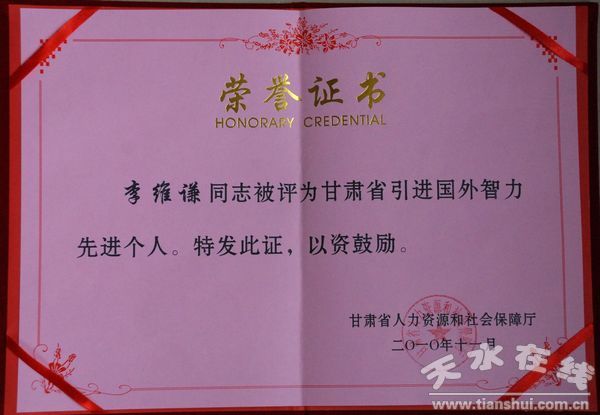 荣誉证书
HONORARY CREDENTIAL
李维谦同志被评为甘肃省引进国外智力
先进个人。特发此证，以资鼓励。
甘肃省人力资源和社会保障厅
二〇一〇年十一月
天水在线
www.tianshui.com.cn